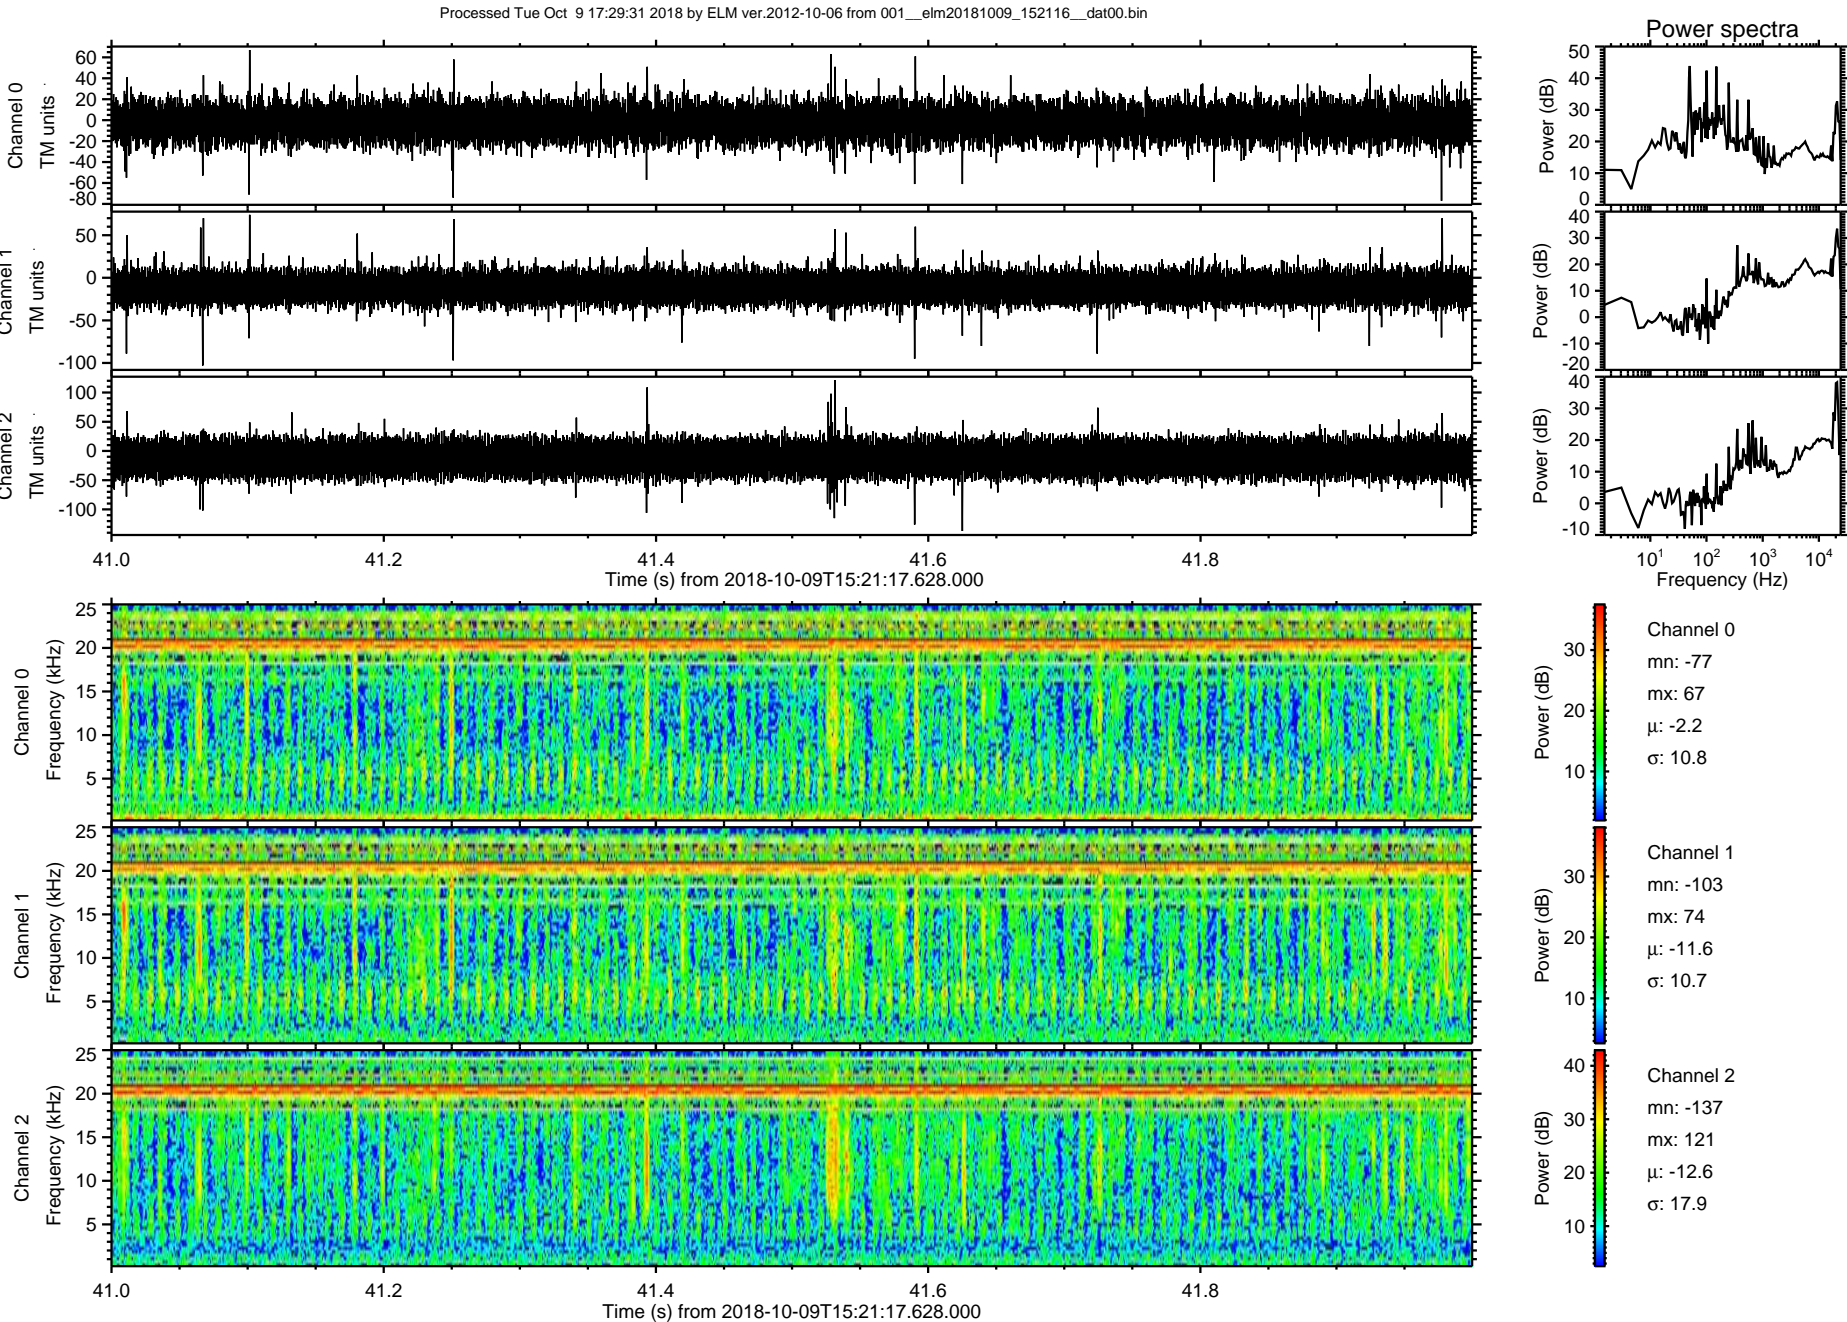 Processed Tue Oct 9 17:29:31 2018 by ELM ver.2012-10-06 from 001__elm20181009_152116__dat00.bin
Power spectra
Channel 0
TM units
60
40
20
0
-20
-40
-60
-80
Power (dB)
50
40
30
20
10
0
Channel 1
TM units
50
0
-50
-100
Power (dB)
40
30
20
10
0
-10
-20
Channel 2
TM units
100
50
0
-50
-100
Power (dB)
40
30
20
10
0
-10
41.0 41.2 41.4 41.6 41.8
Time (s) from 2018-10-09T15:21:17.628.000
10¹ 10² 10³ 10⁴
Frequency (Hz)
Channel 0
Frequency (kHz)
25
20
15
10
5
Power (dB)
30
20
10
Channel 0
mn: -77
mx: 67
µ: -2.2
σ: 10.8
Channel 1
Frequency (kHz)
25
20
15
10
5
Power (dB)
30
20
10
Channel 1
mn: -103
mx: 74
µ: -11.6
σ: 10.7
Channel 2
Frequency (kHz)
25
20
15
10
5
Power (dB)
40
30
20
10
Channel 2
mn: -137
mx: 121
µ: -12.6
σ: 17.9
41.0 41.2 41.4 41.6 41.8
Time (s) from 2018-10-09T15:21:17.628.000